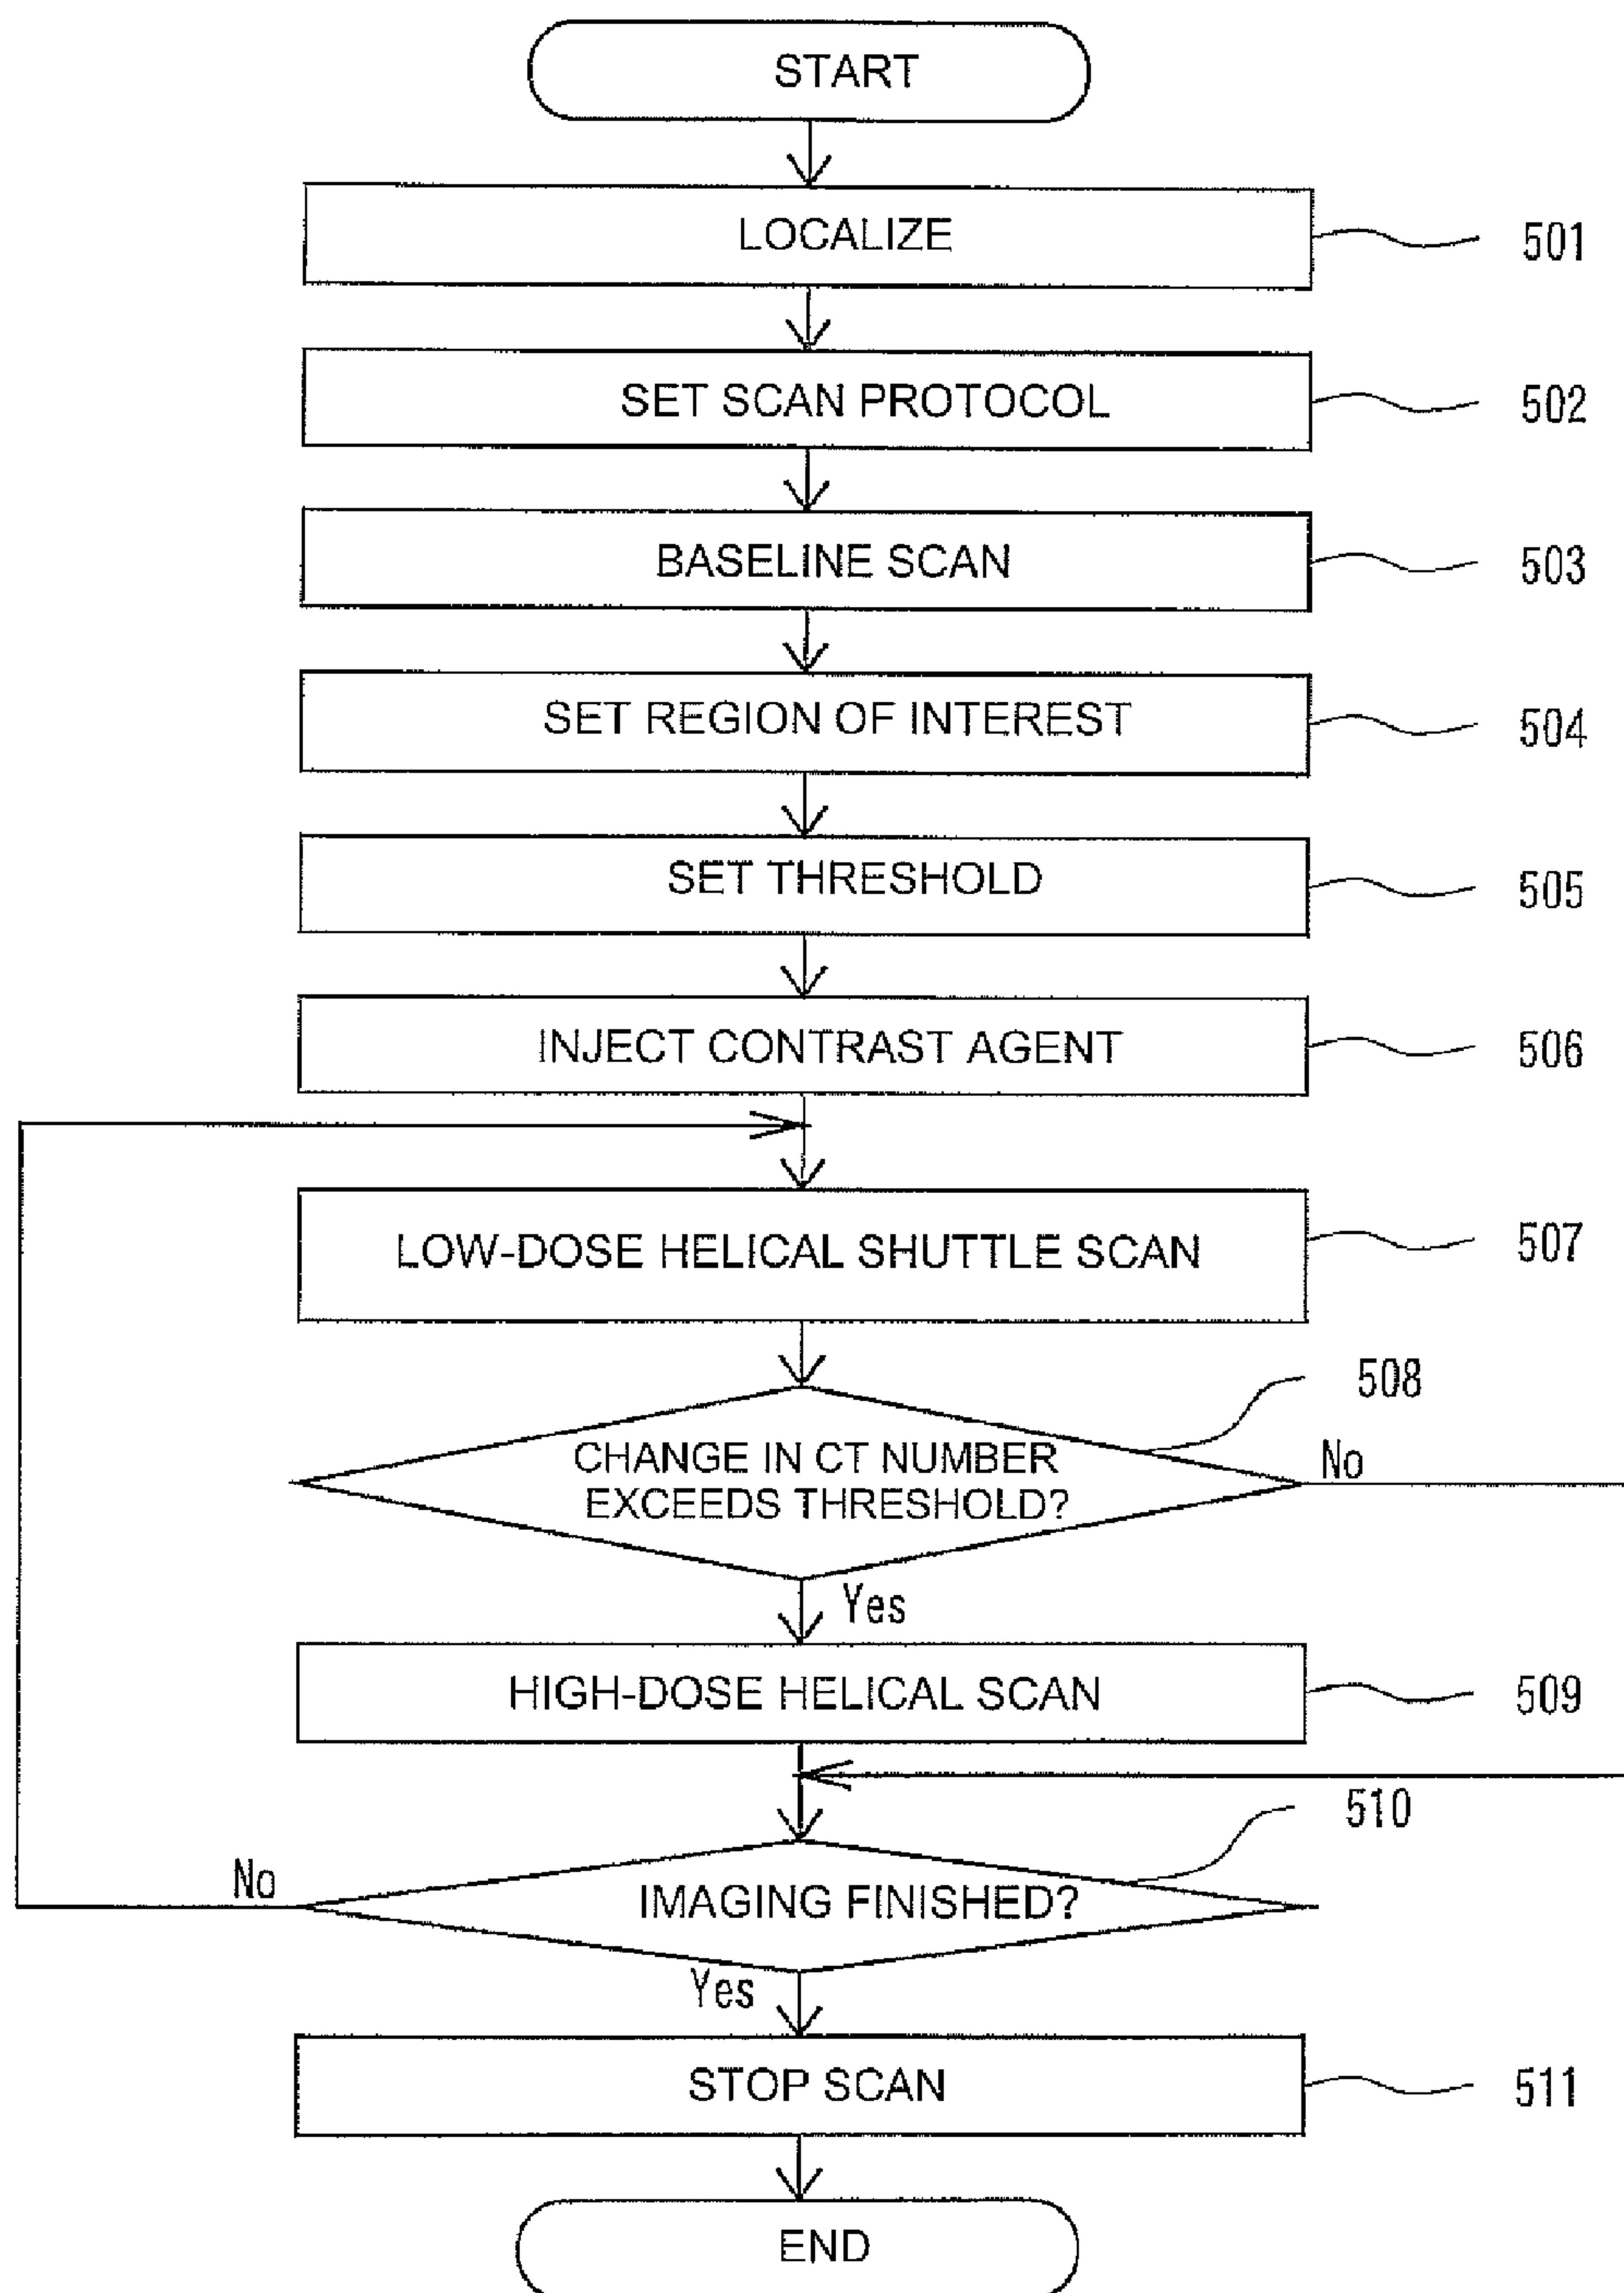 START
LOCALIZE
501
SET SCAN PROTOCOL
502
BASELINE SCAN
503
SET REGION OF INTEREST
504
SET THRESHOLD
505
INJECT CONTRAST AGENT
506
LOW-DOSE HELICAL SHUTTLE SCAN
507
508
CHANGE IN CT NUMBER
EXCEEDS THRESHOLD?
No
Yes
HIGH-DOSE HELICAL SCAN
509
510
No
IMAGING FINISHED?
Yes
STOP SCAN
511
END